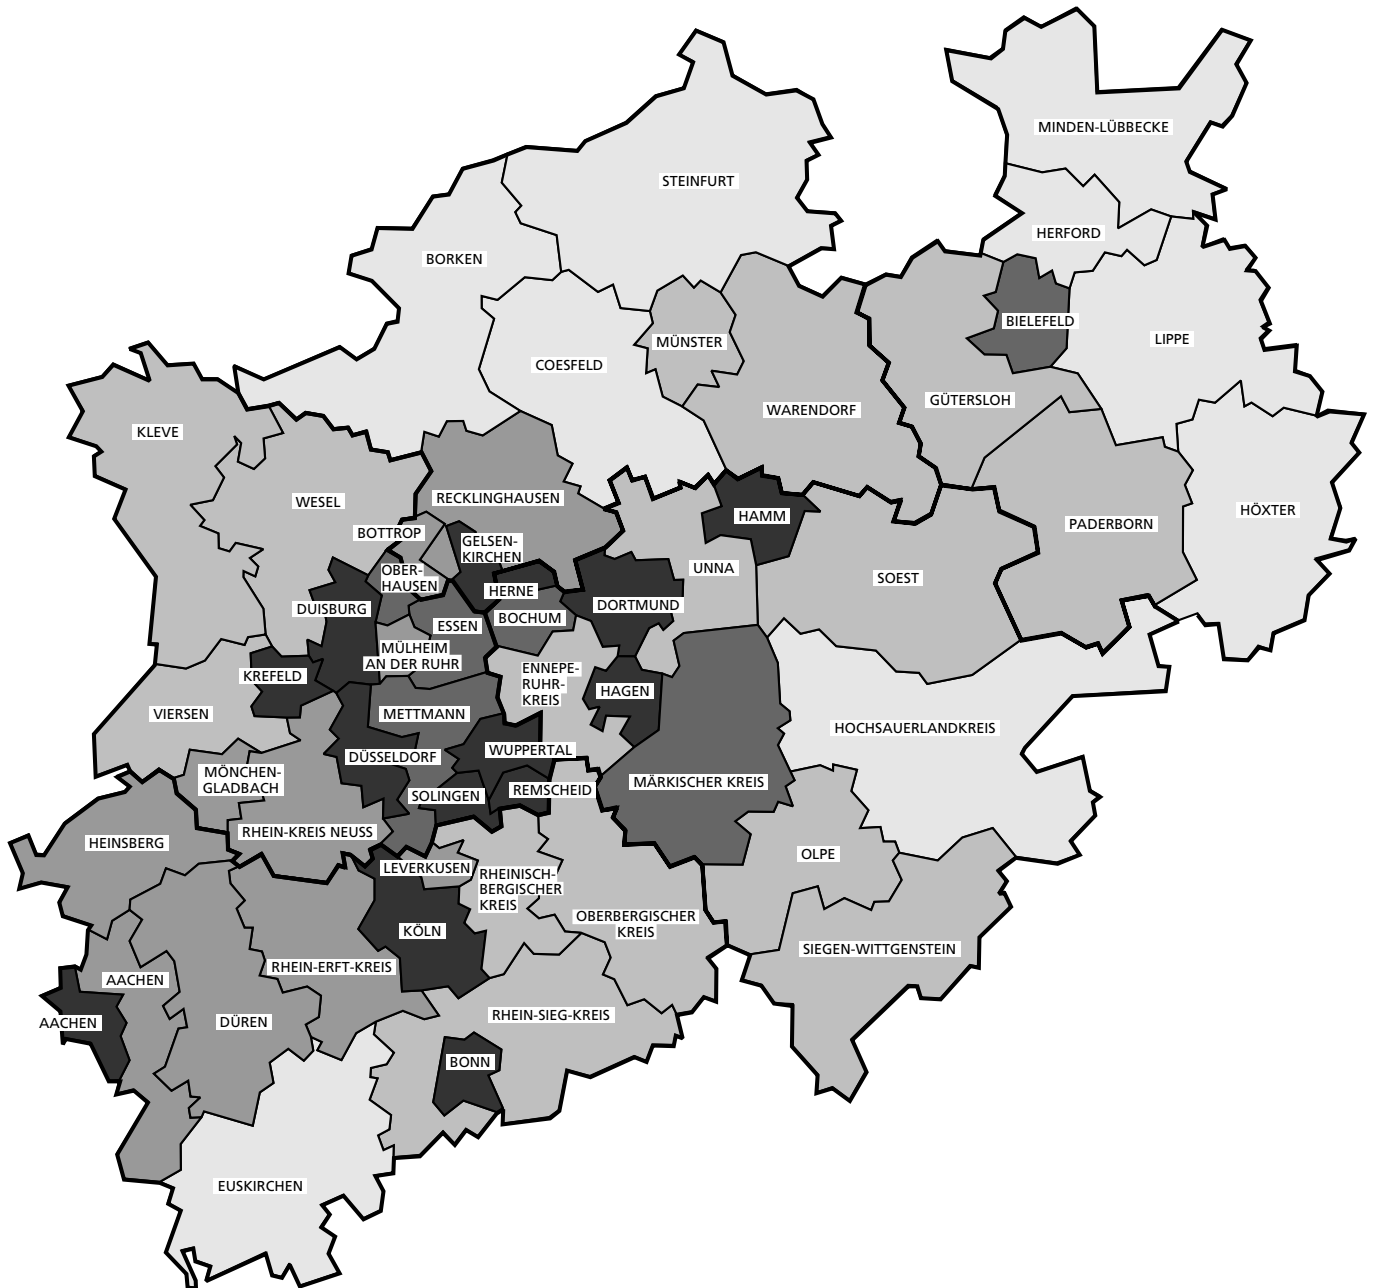 MINDEN-LÜBBECKE
STEINFURT
HERFORD
BORKEN
BIELEFELD
LIPPE
MÜNSTER
COESFELD
GÜTERSLOH
WARENDORF
KLEVE
RECKLINGHAUSEN
WESEL
HÖXTER
HAMM
PADERBORN
BOTTROP
GELSEN-
KIRCHEN
UNNA
OBER-
HAUSEN
SOEST
HERNE
DUISBURG
DORTMUND
BOCHUM
ESSEN
MÜLHEIM
AN DER RUHR
KREFELD
ENNEPE-
RUHR-
KREIS
HAGEN
VIERSEN
METTMANN
HOCHSAUERLANDKREIS
WUPPERTAL
DÜSSELDORF
MÖNCHEN-
GLADBACH
MÄRKISCHER KREIS
REMSCHEID
SOLINGEN
RHEIN-KREIS NEUSS
HEINSBERG
OLPE
LEVERKUSEN
RHEINISCH-
BERGISCHER
KREIS
OBERBERGISCHER
KREIS
KÖLN
SIEGEN-WITTGENSTEIN
RHEIN-ERFT-KREIS
AACHEN
RHEIN-SIEG-KREIS
AACHEN
DÜREN
BONN
EUSKIRCHEN